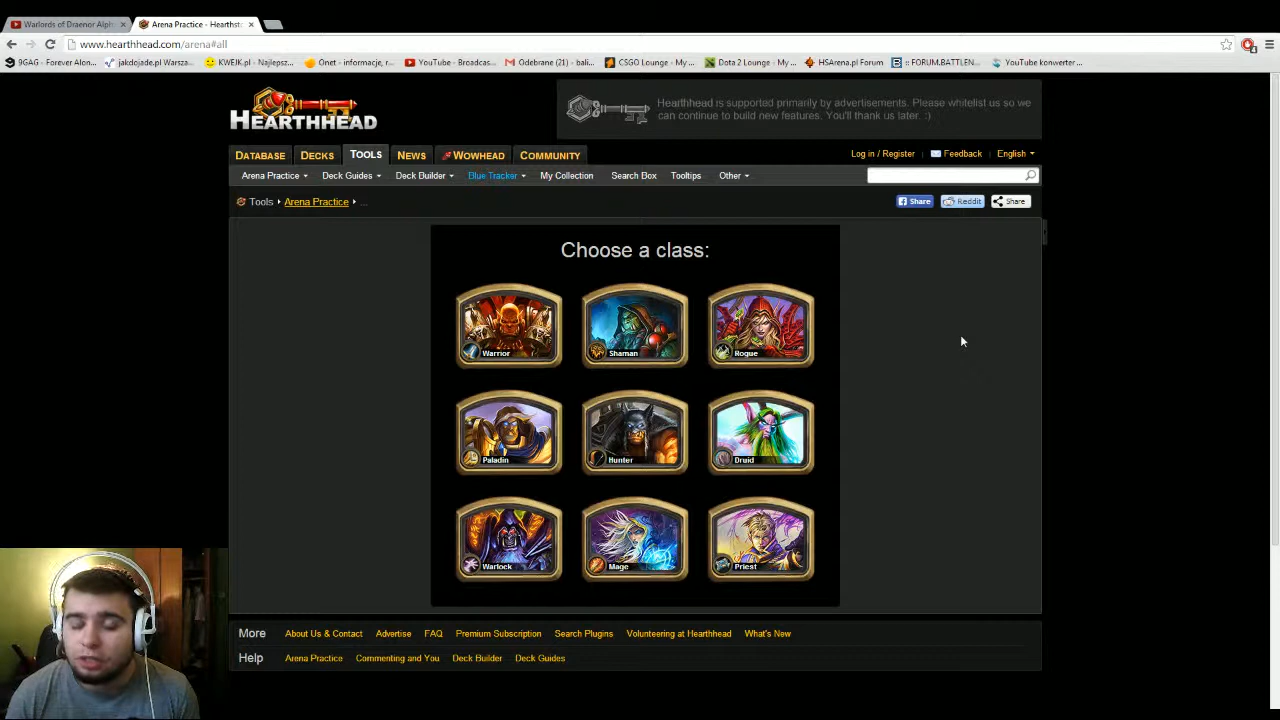 Warlords of Draenor Alph
Arena Practice - Hearthst
www.hearthhead.com/arena#all
9GAG - Forever Alon...
jakdojade.pl Warsza...
KWEJK.pl - Najlepsz...
Onet - informacje, r...
YouTube - Broadcas...
Odebrane (21) - bali...
CSGO Lounge - My ...
Dota 2 Lounge - My ...
HSArena.pl Forum
:: FORUM.BATTLEN...
YouTube konwerter ...
HEARTHHEAD
Hearthhead is supported primarily by advertisements. Please whitelist us so we
can continue to build new features. You'll thank us later. :)
DATABASE DECKS TOOLS NEWS WOWHEAD COMMUNITY
Log in / Register Feedback English
Arena Practice Deck Guides Deck Builder Blue Tracker My Collection Search Box Tooltips Other
Tools Arena Practice ...
Share Reddit Share
Choose a class:
Warrior Shaman Rogue
Paladin Hunter Druid
Warlock Mage Priest
More About Us & Contact Advertise FAQ Premium Subscription Search Plugins Volunteering at Hearthhead What's New
Help Arena Practice Commenting and You Deck Builder Deck Guides